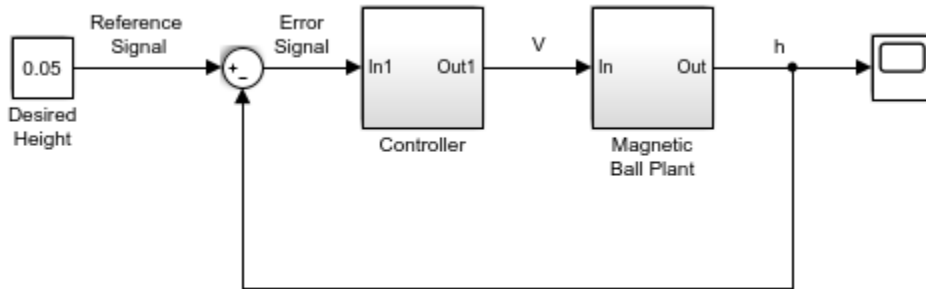 Reference
Signal
Error
Signal
V
h
0.05
+
−
In1
Out1
In
Out
Desired
Height
Controller
Magnetic
Ball Plant